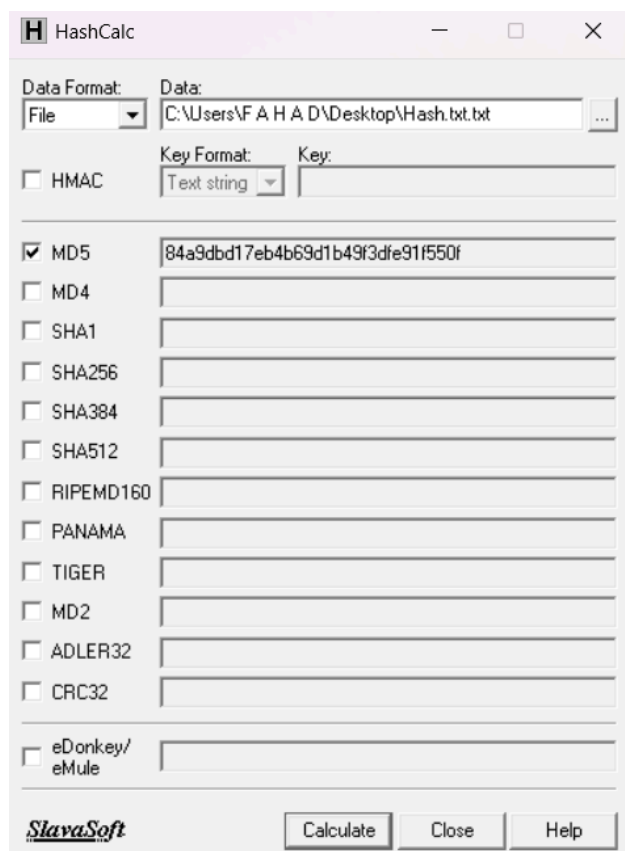 HashCalc
Data Format: Data:
File C:\Users\F A H A D\Desktop\Hash.txt.txt ...
Key Format: Key:
HMAC Text string
MD5 84a9dbd17eb4b69d1b49f3dfe91f550f
MD4
SHA1
SHA256
SHA384
SHA512
RIPEMD160
PANAMA
TIGER
MD2
ADLER32
CRC32
eDonkey/
eMule
SlavaSoft Calculate Close Help